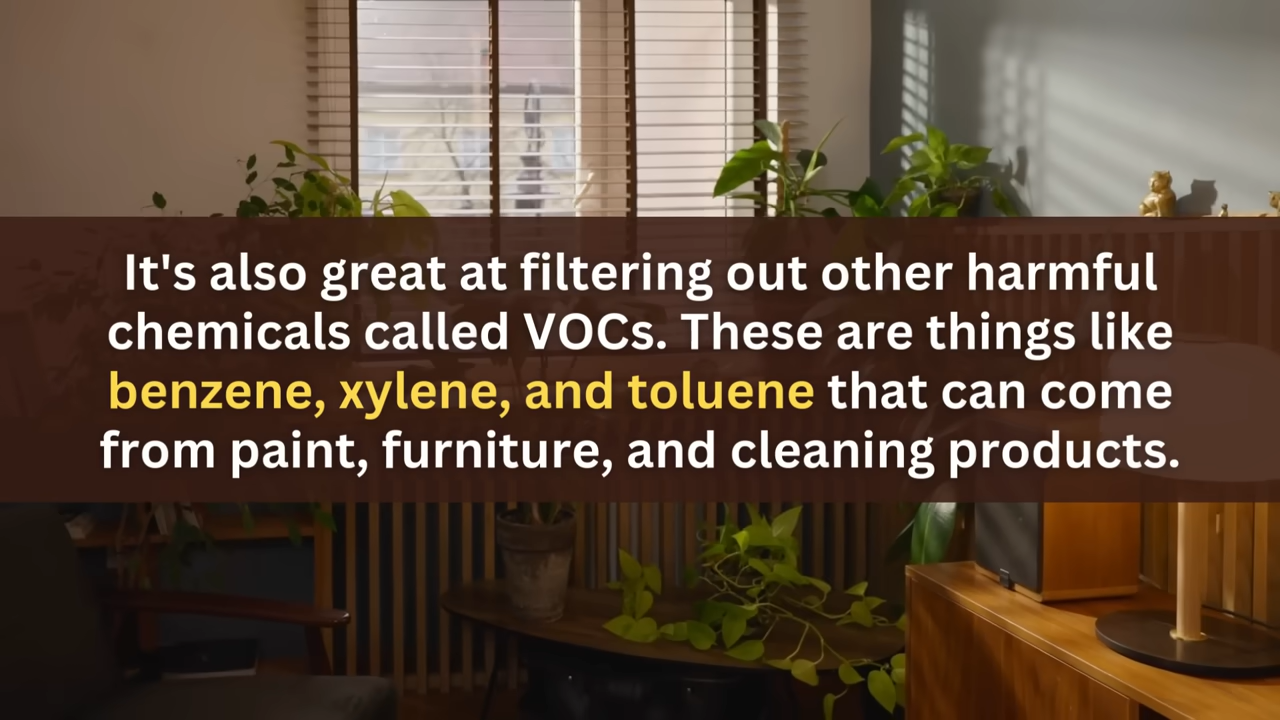 It's also great at filtering out other harmful
chemicals called VOCs. These are things like
benzene, xylene, and toluene that can come
from paint, furniture, and cleaning products.